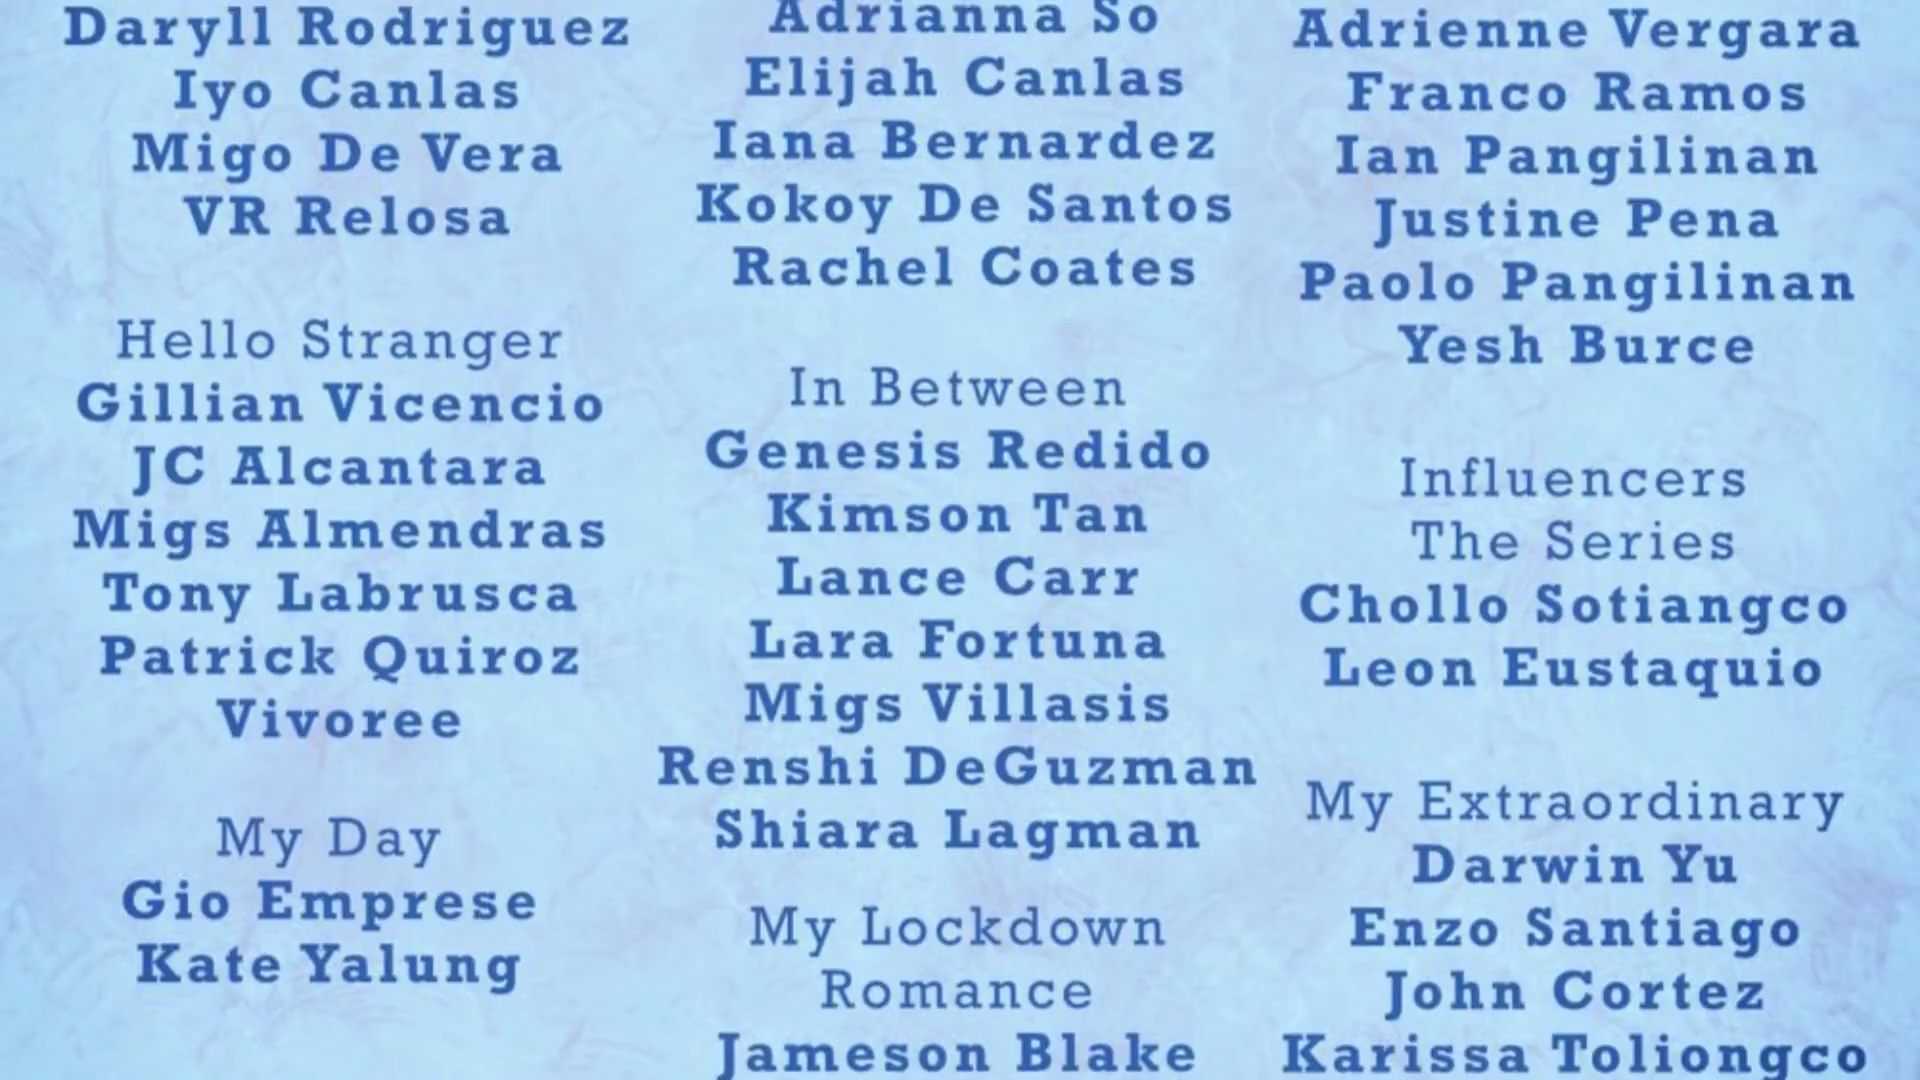 Daryll Rodriguez
Iyo Canlas
Migo De Vera
VR Relosa
Hello Stranger
Gillian Vicencio
JC Alcantara
Migs Almendras
Tony Labrusca
Patrick Quiroz
Vivoree
My Day
Gio Emprese
Kate Yalung
Adrianna So
Elijah Canlas
Iana Bernardez
Kokoy De Santos
Rachel Coates
In Between
Genesis Redido
Kimson Tan
Lance Carr
Lara Fortuna
Migs Villasis
Renshi DeGuzman
Shiara Lagman
My Lockdown
Romance
Jameson Blake
Adrienne Vergara
Franco Ramos
Ian Pangilinan
Justine Pena
Paolo Pangilinan
Yesh Burce
Influencers
The Series
Chollo Sotiangco
Leon Eustaquio
My Extraordinary
Darwin Yu
Enzo Santiago
John Cortez
Karissa Toliongco